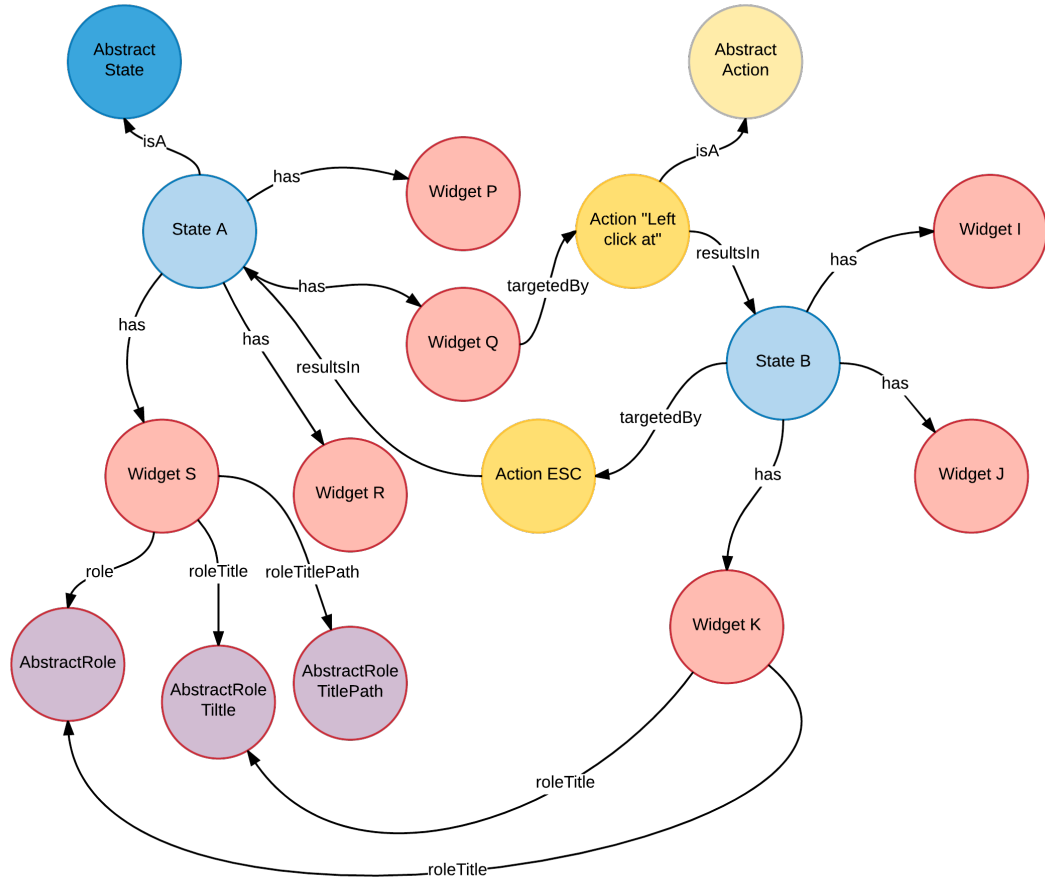 Abstract
State
Abstract
Action
isA
isA
has
Widget P
State A
Action "Left
click at"
Widget I
resultsIn
has
has
targetedBy
has
has
Widget Q
resultsIn
State B
has
targetedBy
Widget S
Widget R
Action ESC
has
Widget J
role
roleTitle
roleTitlePath
Widget K
AbstractRole
AbstractRole
Tiltle
AbstractRole
TitlePath
roleTitle
roleTitle